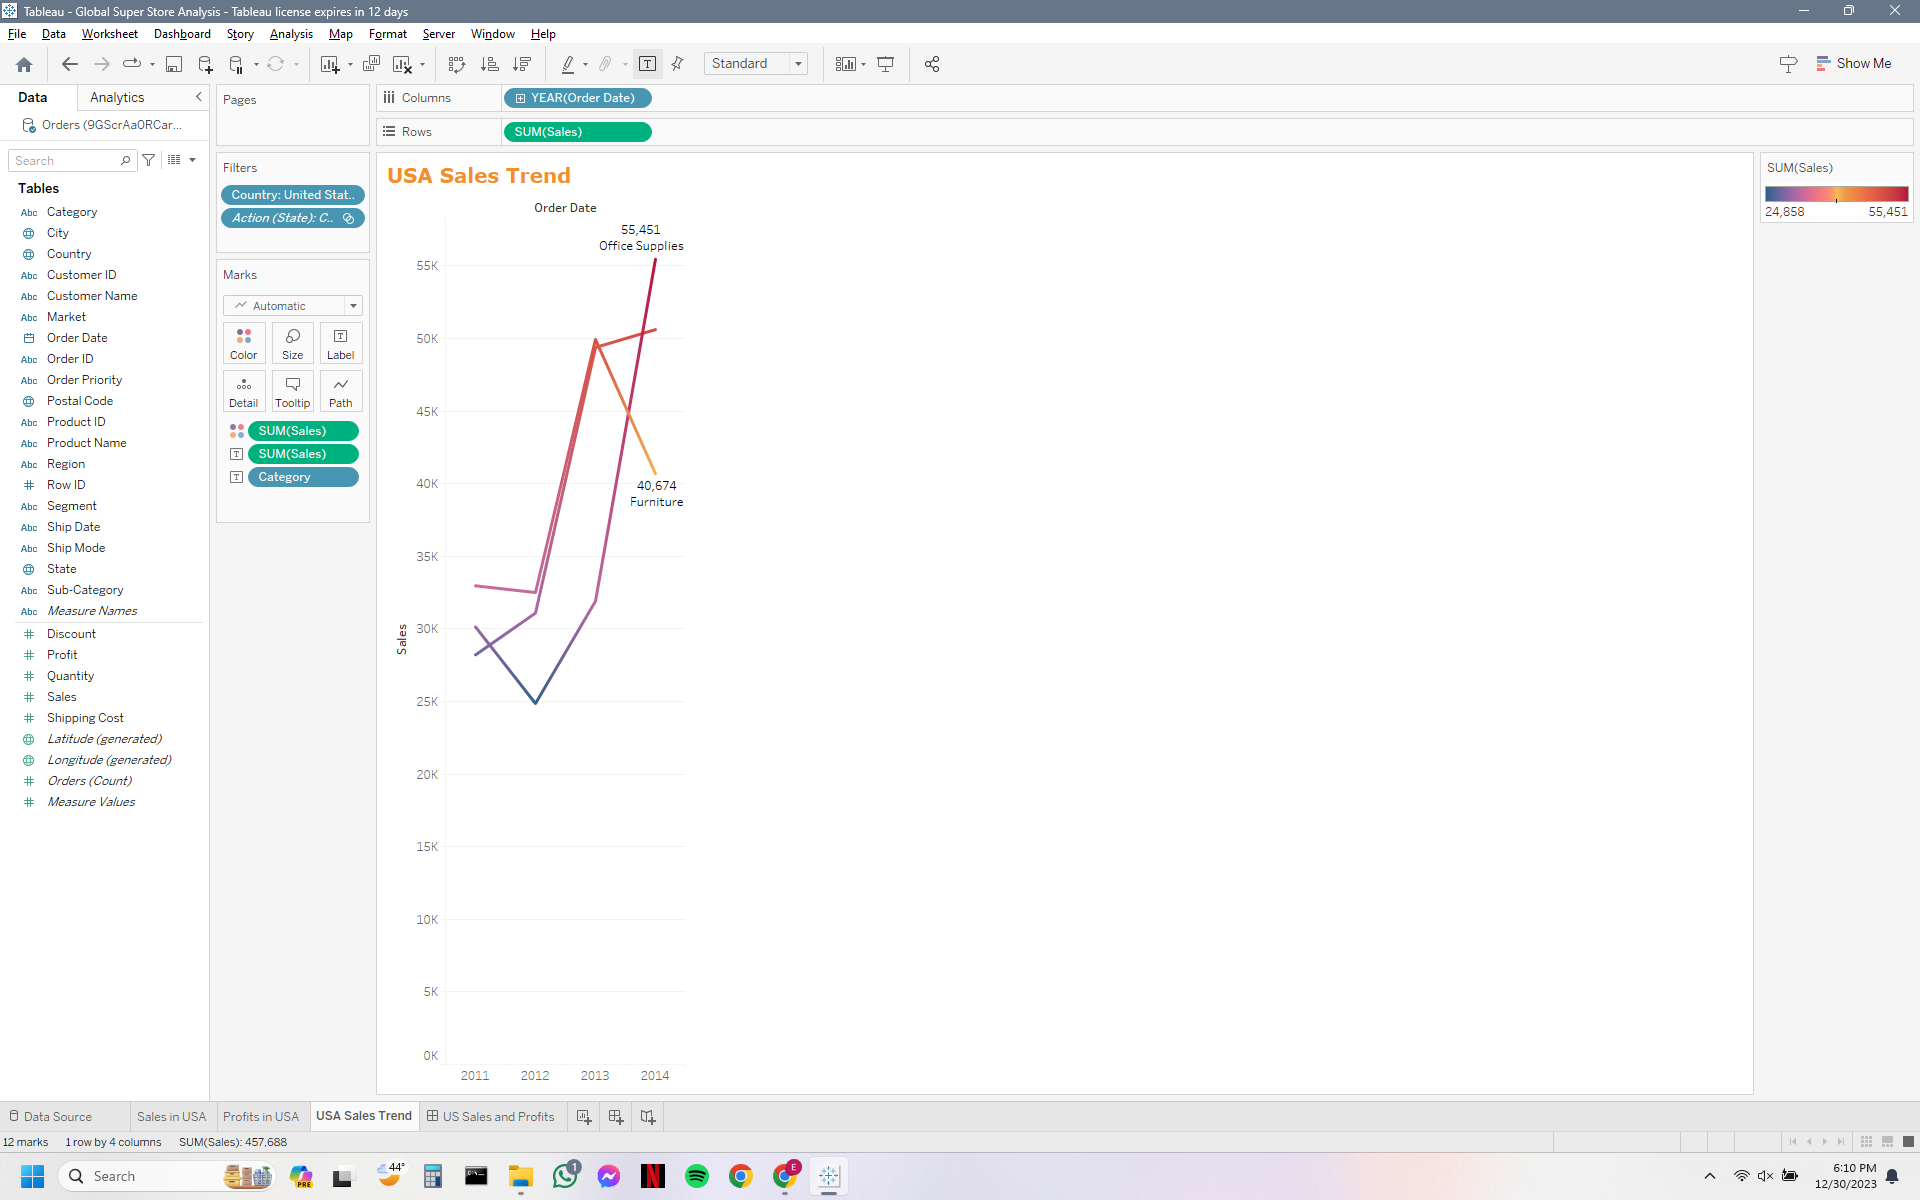 Tableau - Global Super Store Analysis - Tableau license expires in 12 days
File Data Worksheet Dashboard Story Analysis Map Format Server Window Help
Standard
Show Me
Data Analytics
Orders (9GScrAa0RCar...
Search
Tables
Abc Category
City
Country
Abc Customer ID
Abc Customer Name
Abc Market
Order Date
Abc Order ID
Abc Order Priority
Postal Code
Abc Product ID
Abc Product Name
Abc Region
Row ID
Abc Segment
Abc Ship Date
Abc Ship Mode
State
Abc Sub-Category
Abc Measure Names
Discount
Profit
Quantity
Sales
Shipping Cost
Latitude (generated)
Longitude (generated)
Orders (Count)
Measure Values
Pages
Filters
Country: United Stat..
Action (State): C..
Marks
Automatic
Color Size Label
Detail Tooltip Path
SUM(Sales)
SUM(Sales)
Category
Columns YEAR(Order Date)
Rows SUM(Sales)
USA Sales Trend
Order Date
55,451
Office Supplies
55K
50K
45K
40K
40,674
Furniture
35K
30K
Sales
25K
20K
15K
10K
5K
0K
2011 2012 2013 2014
SUM(Sales)
24,858 55,451
Data Source Sales in USA Profits in USA USA Sales Trend US Sales and Profits
12 marks 1 row by 4 columns SUM(Sales): 457,688
Search
PRE
44°
1
E
6:10 PM
12/30/2023